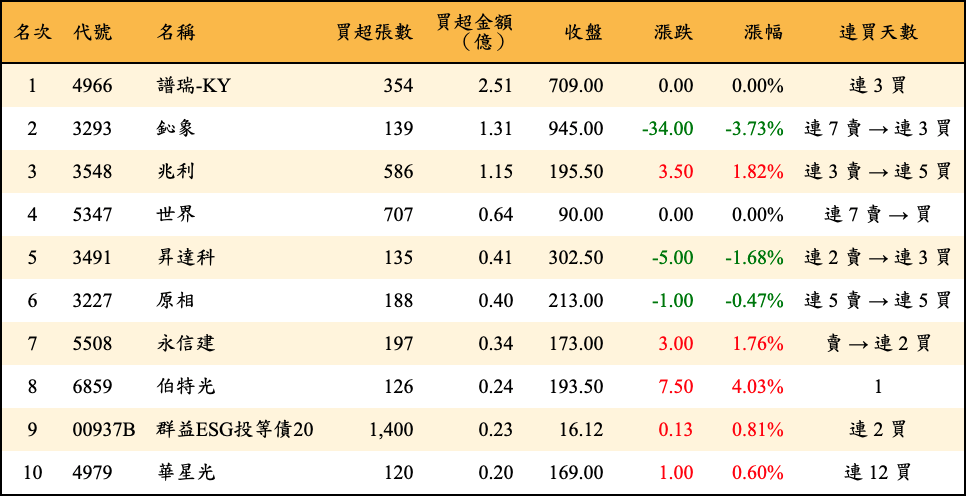 名次 代號 名稱 買超張數 買超金額（億） 收盤 漲跌 漲幅 連買天數
1 4966 譜瑞-KY 354 2.51 709.00 0.00 0.00% 連 3 買
2 3293 鈊象 139 1.31 945.00 -34.00 -3.73% 連 7 賣 → 連 3 買
3 3548 兆利 586 1.15 195.50 3.50 1.82% 連 3 賣 → 連 5 買
4 5347 世界 707 0.64 90.00 0.00 0.00% 連 7 賣 → 買
5 3491 昇達科 135 0.41 302.50 -5.00 -1.68% 連 2 賣 → 連 3 買
6 3227 原相 188 0.40 213.00 -1.00 -0.47% 連 5 賣 → 連 5 買
7 5508 永信建 197 0.34 173.00 3.00 1.76% 賣 → 連 2 買
8 6859 伯特光 126 0.24 193.50 7.50 4.03% 1
9 00937B 群益ESG投等債20 1,400 0.23 16.12 0.13 0.81% 連 2 買
10 4979 華星光 120 0.20 169.00 1.00 0.60% 連 12 買